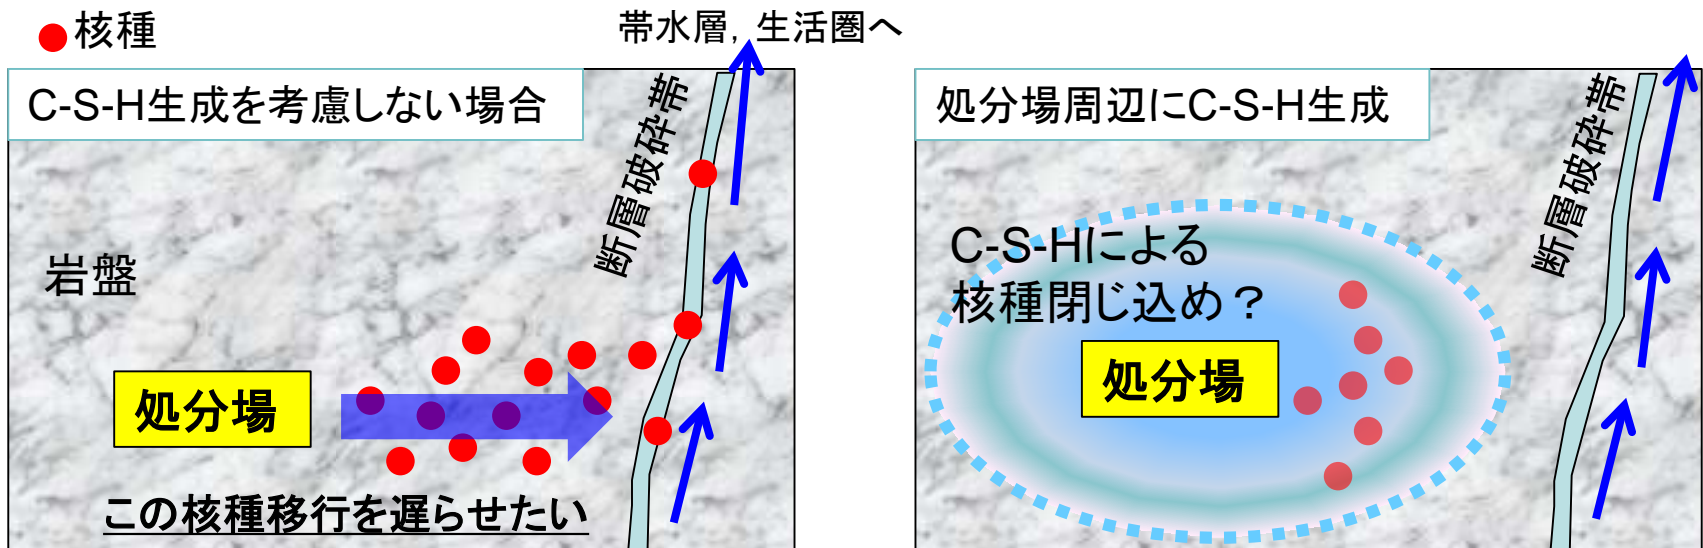 核種
帯水層，生活圏へ
C-S-H生成を考慮しない場合
断層破砕帯
岩盤
処分場
この核種移行を遅らせたい
処分場周辺にC-S-H生成
断層破砕帯
C-S-Hによる
核種閉じ込め？
処分場